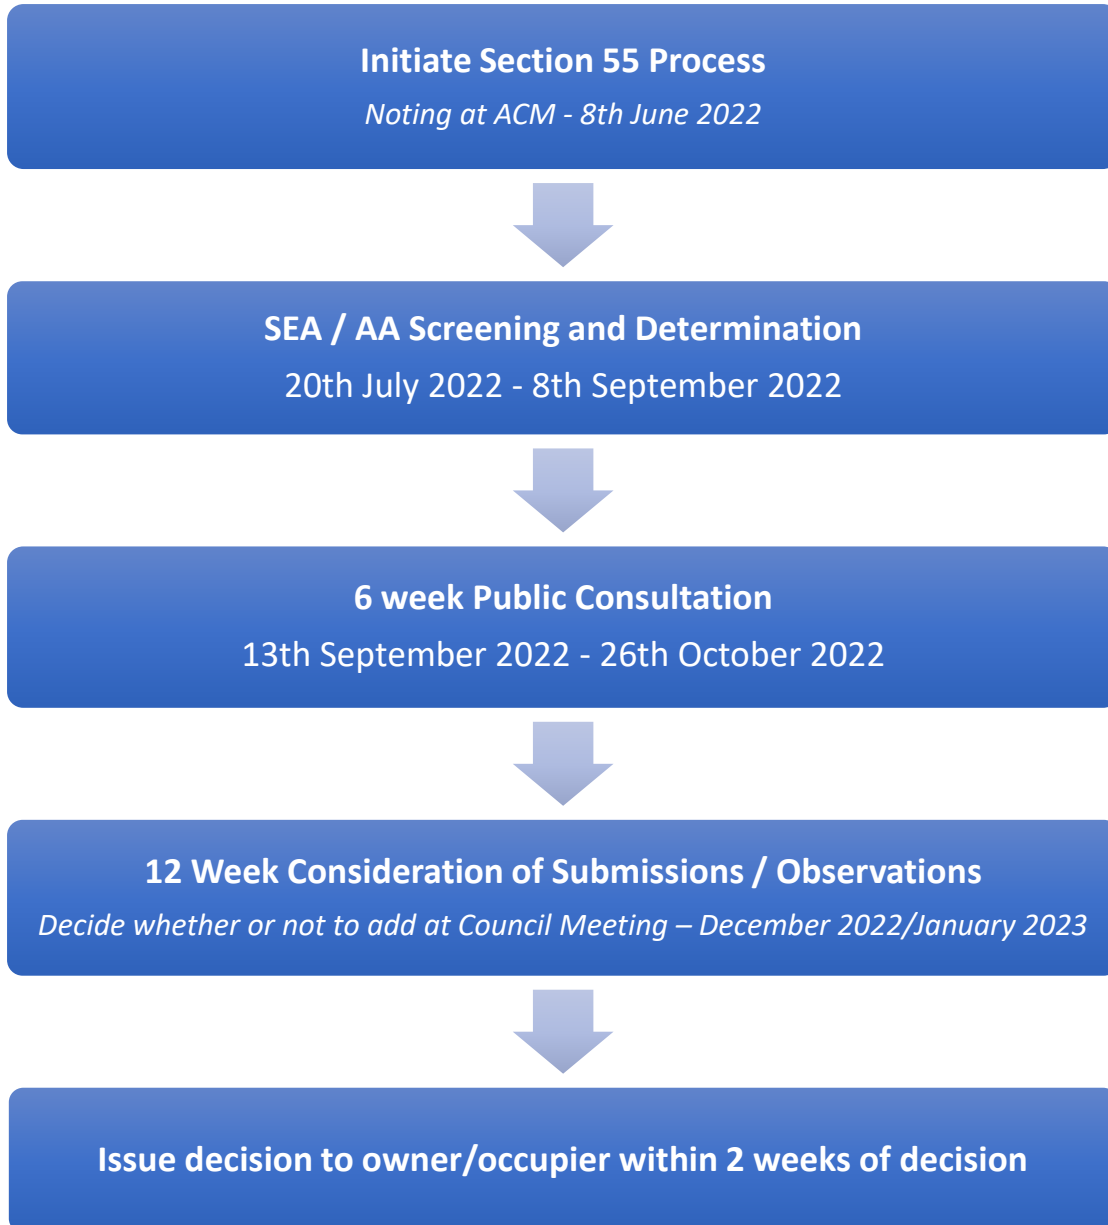 Initiate Section 55 Process
Noting at ACM - 8th June 2022
SEA / AA Screening and Determination
20th July 2022 - 8th September 2022
6 week Public Consultation
13th September 2022 - 26th October 2022
12 Week Consideration of Submissions / Observations
Decide whether or not to add at Council Meeting – December 2022/January 2023
Issue decision to owner/occupier within 2 weeks of decision